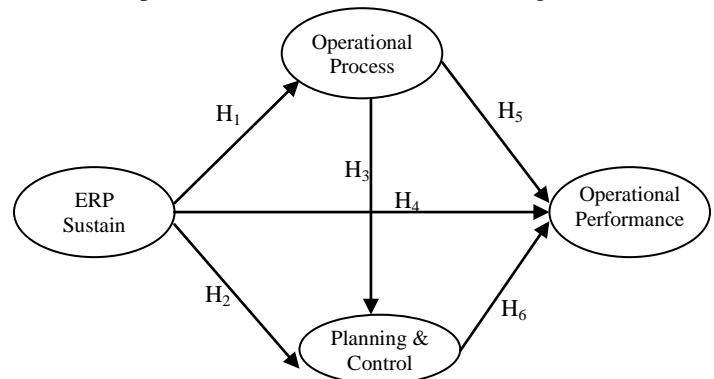 Operational
Process
H₁
H₅
H₃
ERP
Sustain
H₄
Operational
Performance
H₂
H₆
Planning &
Control